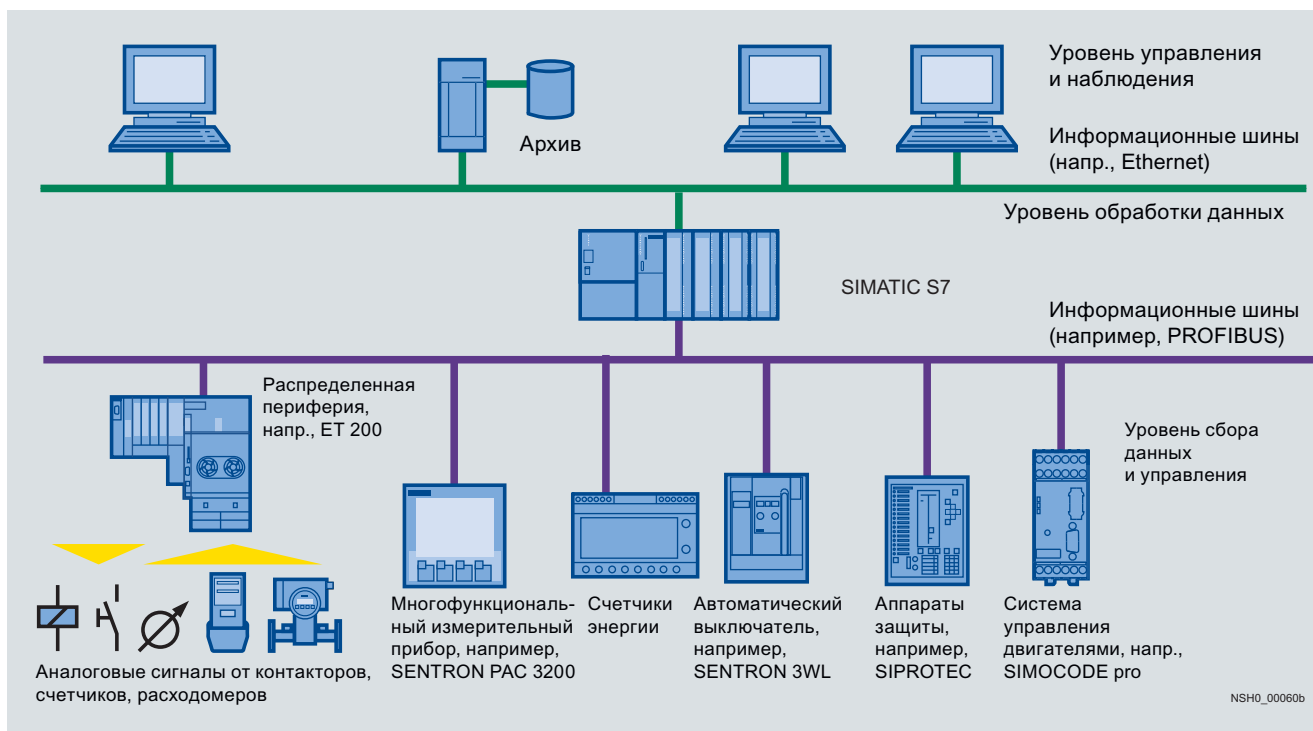 Уровень управления
и наблюдения
Архив
Информационные шины
(напр., Ethernet)
Уровень обработки данных
SIMATIC S7
Информационные шины
(например, PROFIBUS)
Распределенная
периферия,
напр., ET 200
Уровень сбора
данных
и управления
Аналоговые сигналы от контакторов,
счетчиков, расходомеров
Многофункциональ-
ный измерительный
прибор, например,
SENTRON PAC 3200
Счетчики
энергии
Автоматический
выключатель,
например,
SENTRON 3WL
Аппараты
защиты,
например,
SIPROTEC
Система
управления
двигателями, напр.,
SIMOCODE pro
NSH0_00060b